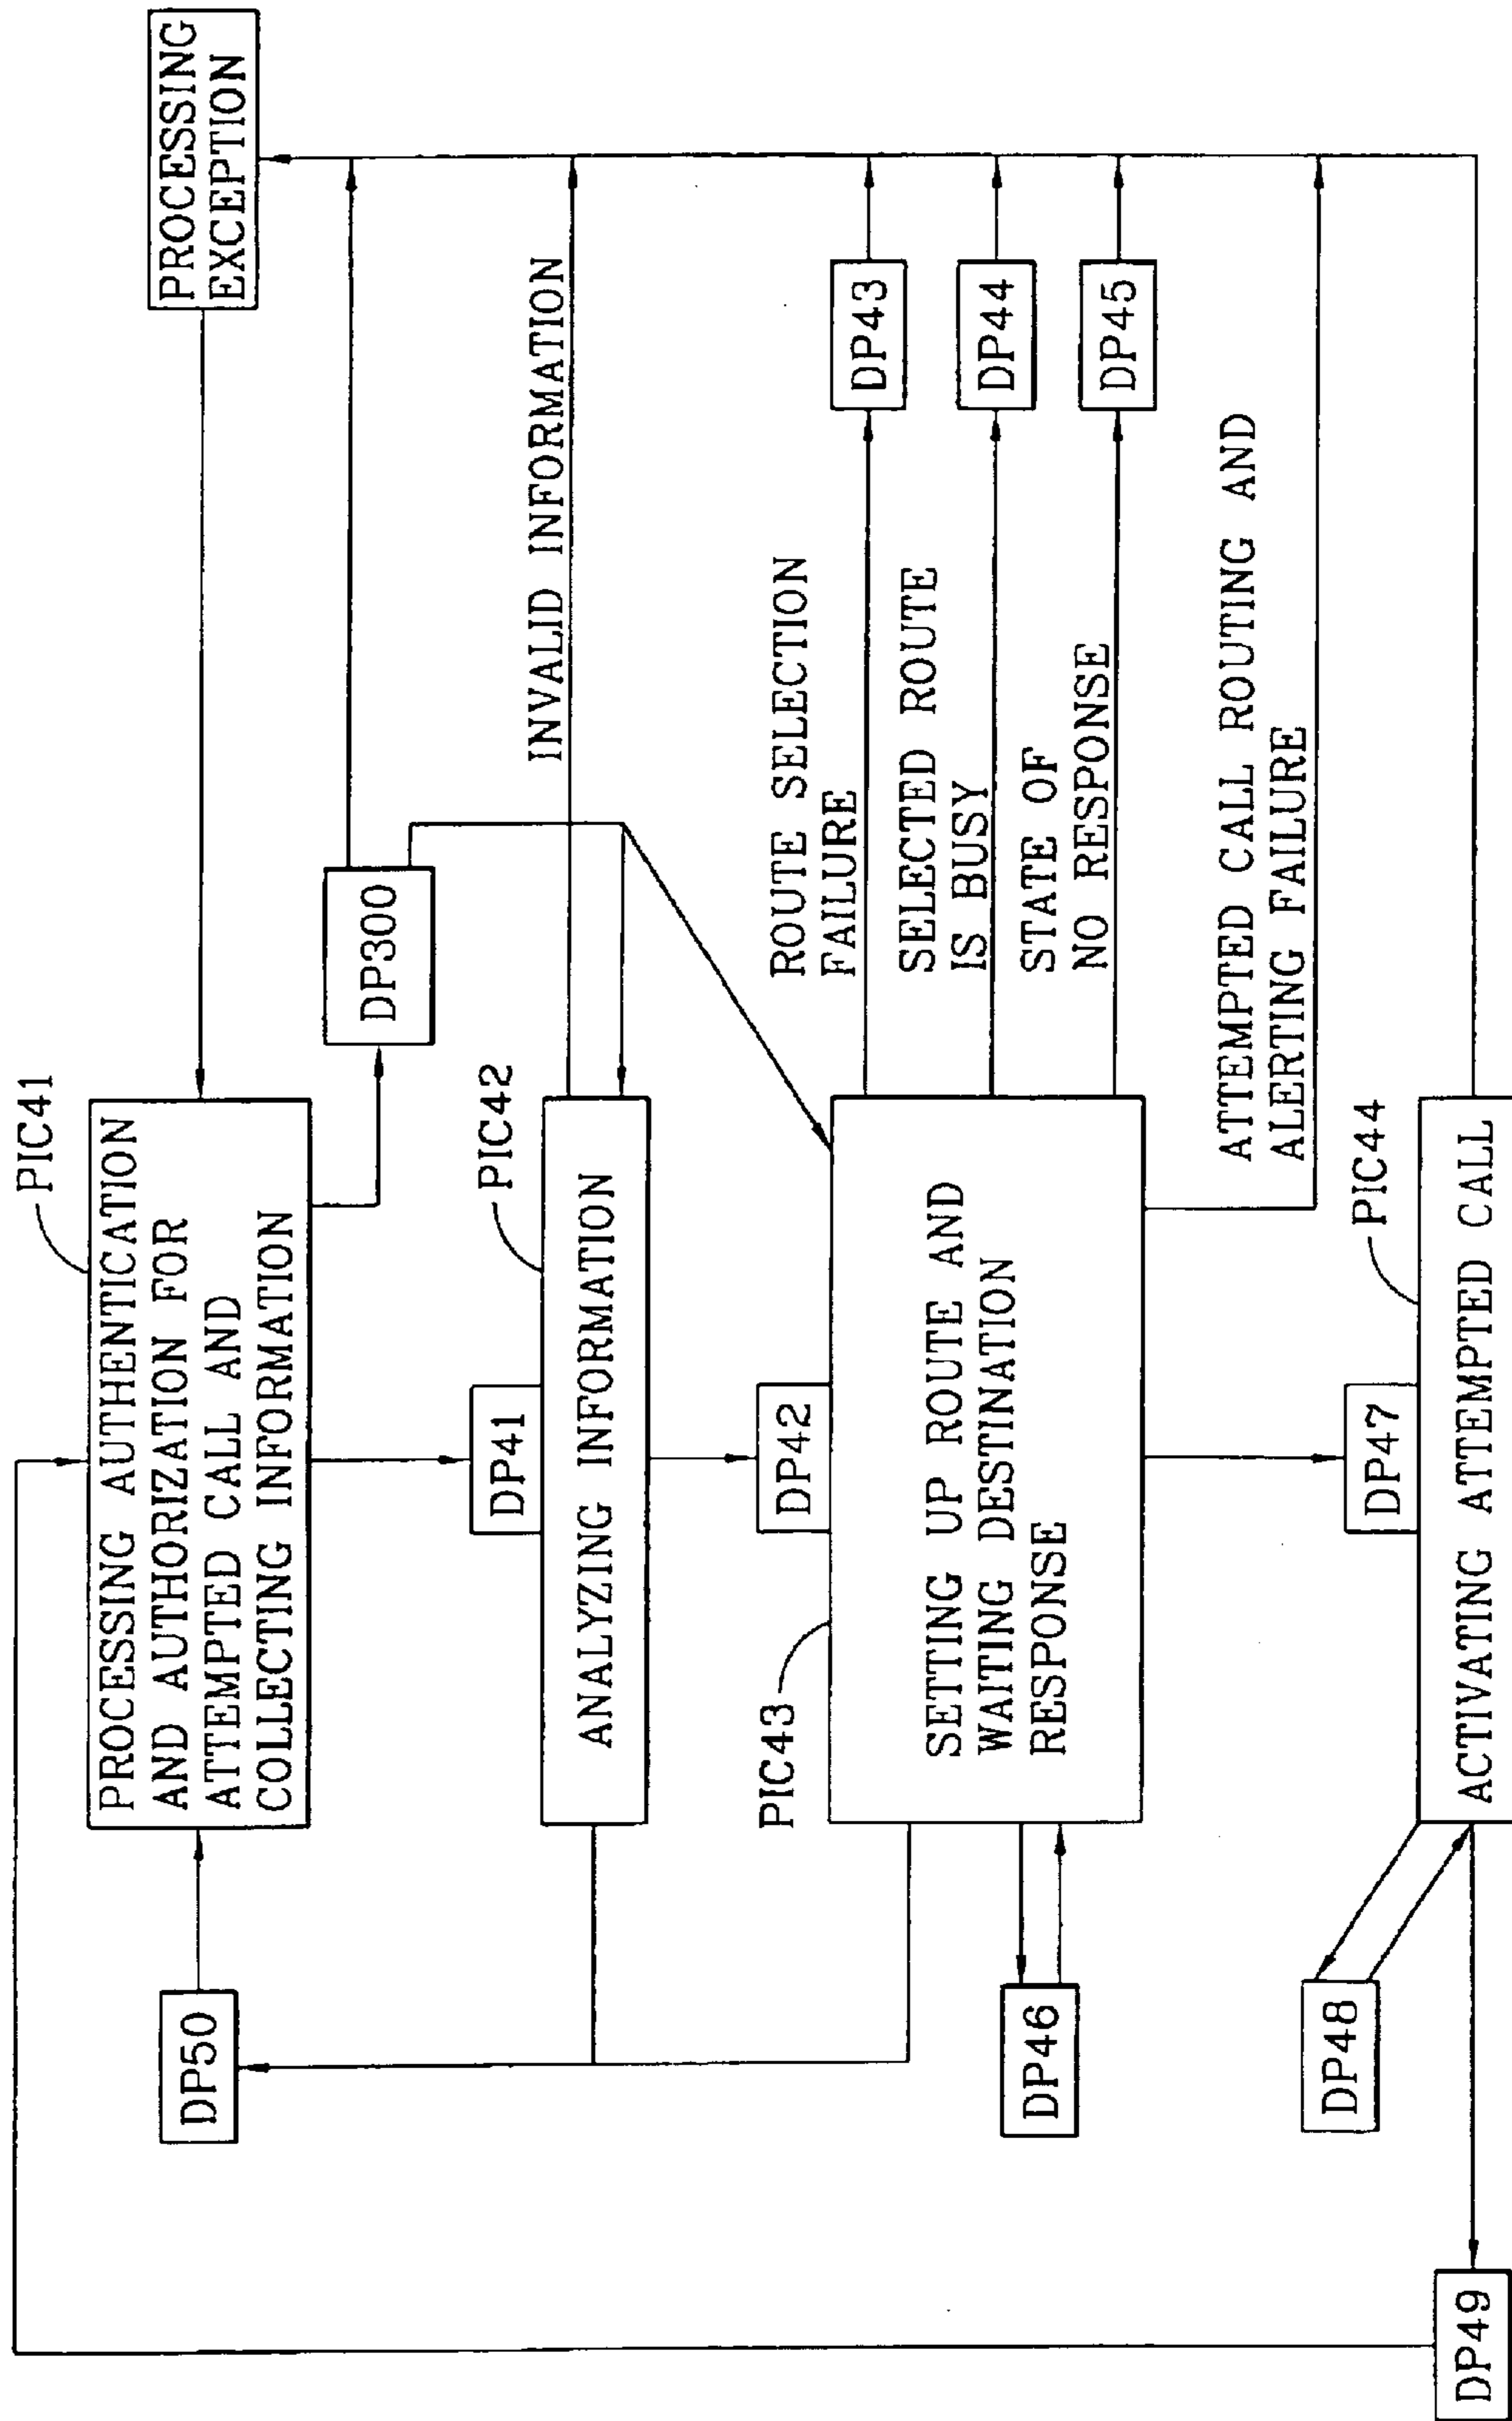 PIC41
PROCESSING AUTHENTICATION
AND AUTHORIZATION FOR
ATTEMPTED CALL AND
COLLECTING INFORMATION
PROCESSING
EXCEPTION
DP50
DP300
DP41
PIC42
ANALYZING INFORMATION
INVALID INFORMATION
DP42
PIC43
SETTING UP ROUTE AND
WAITING DESTINATION
RESPONSE
ROUTE SELECTION
FAILURE
DP43
SELECTED ROUTE
IS BUSY
DP44
STATE OF
NO RESPONSE
DP45
DP46
ATTEMPTED CALL ROUTING AND
ALERTING FAILURE
DP47
PIC44
ACTIVATING ATTEMPTED CALL
DP48
DP49